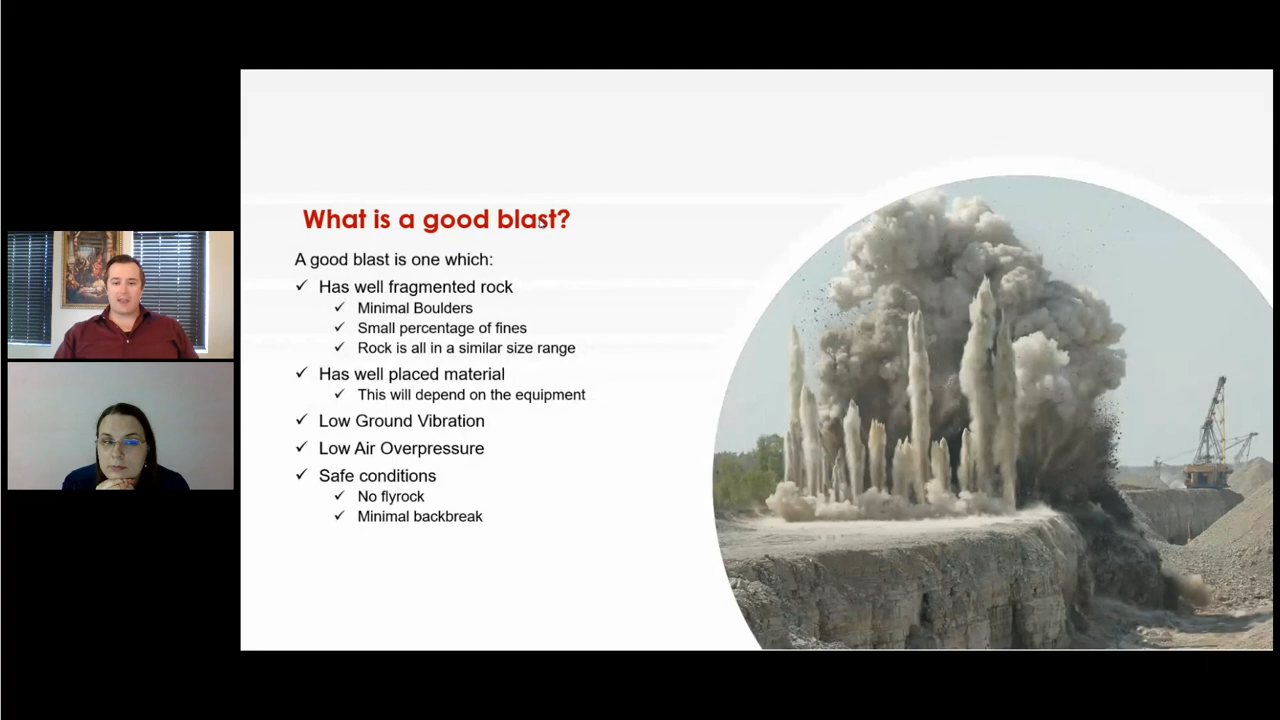 What is a good blast?
A good blast is one which:
✓ Has well fragmented rock
✓ Minimal Boulders
✓ Small percentage of fines
✓ Rock is all in a similar size range
✓ Has well placed material
✓ This will depend on the equipment
✓ Low Ground Vibration
✓ Low Air Overpressure
✓ Safe conditions
✓ No flyrock
✓ Minimal backbreak